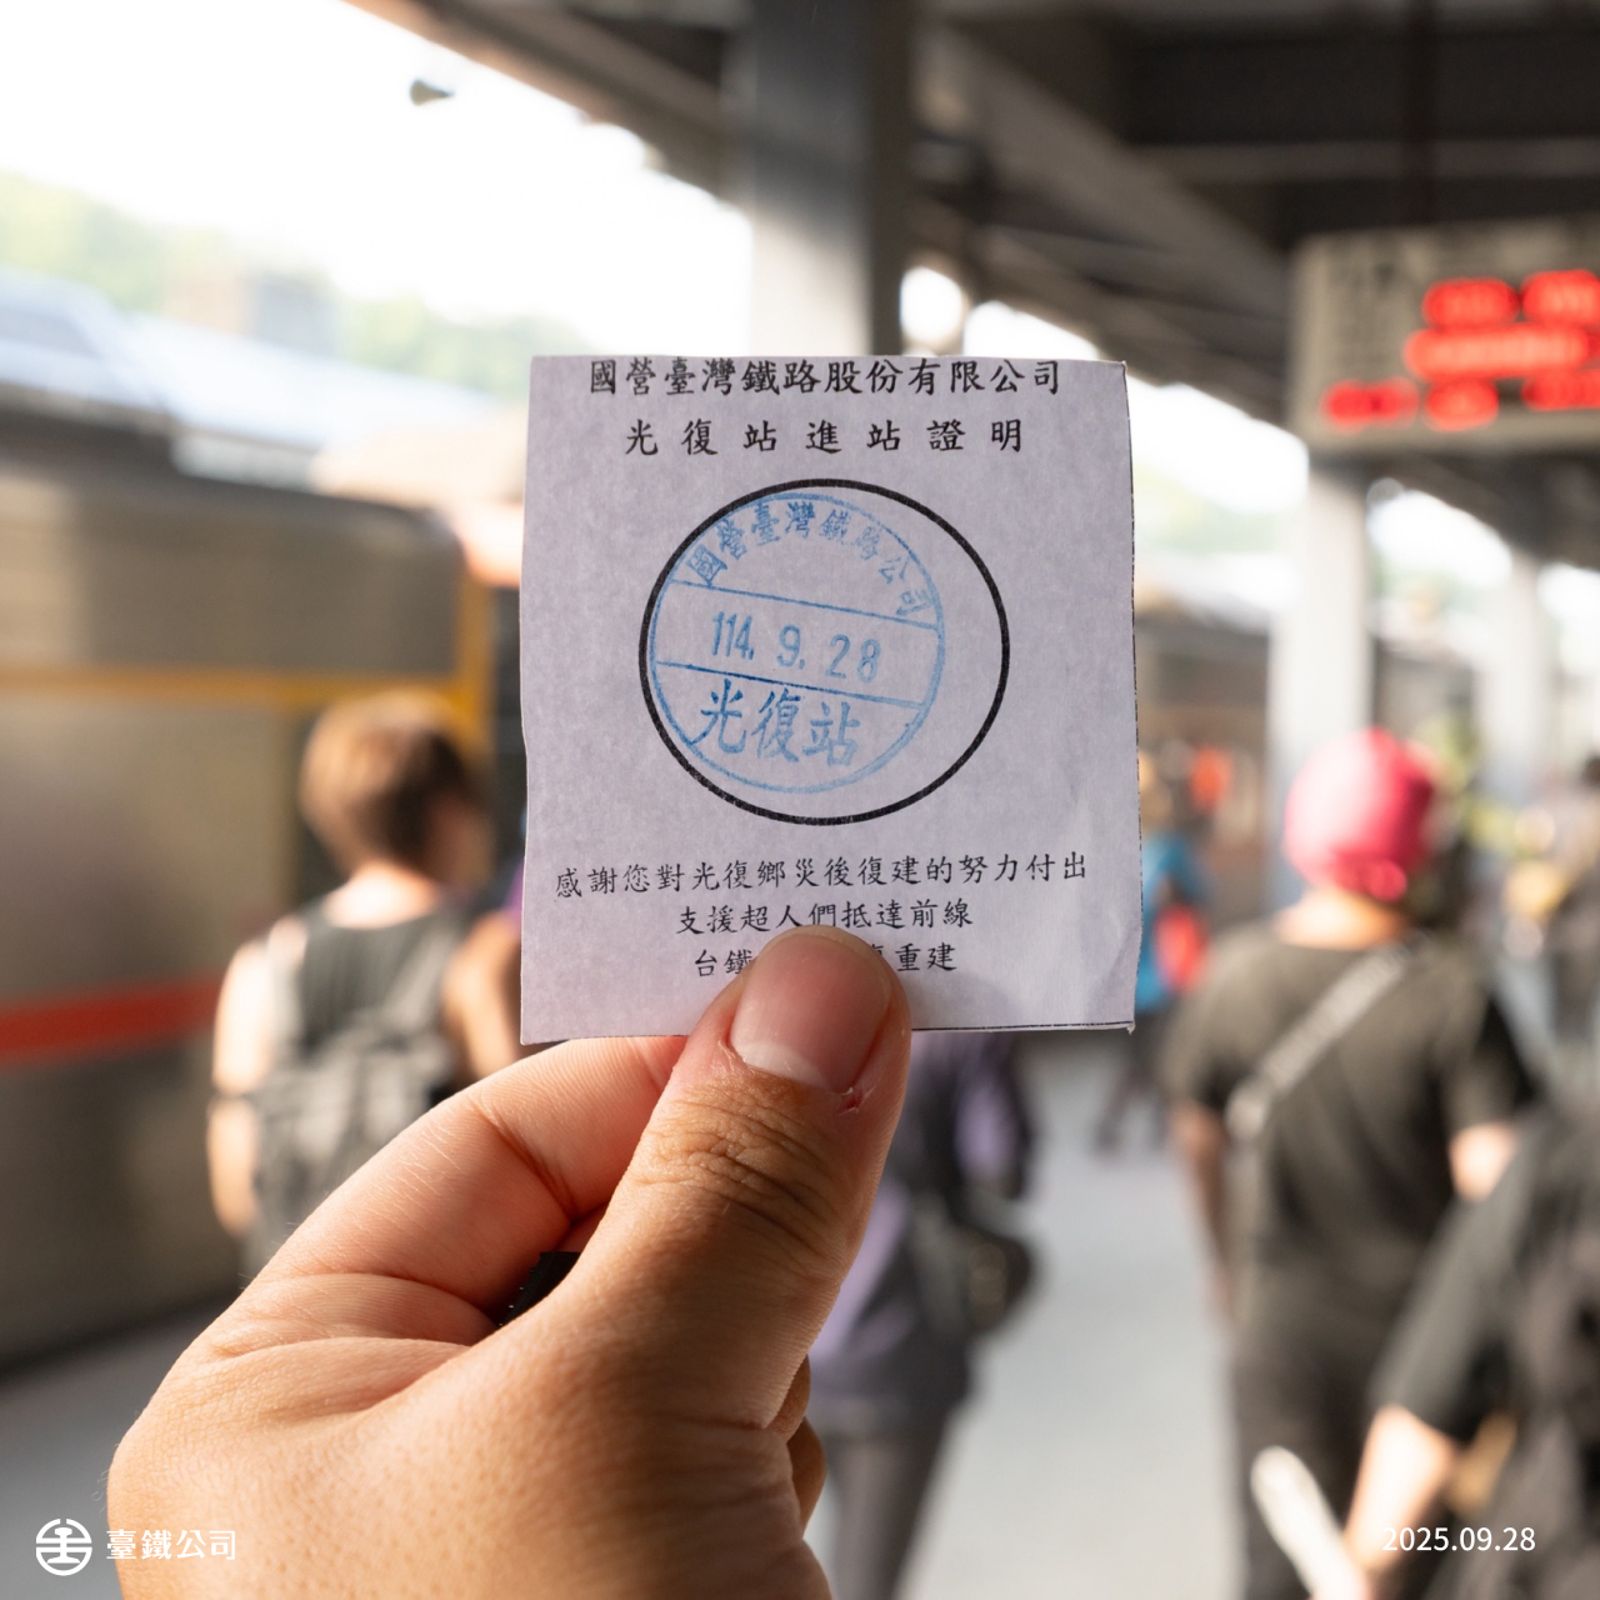 國營臺灣鐵路股份有限公司
光復站進站證明
國營臺灣鐵路公司
114. 9. 28
光復站
感謝您對光復鄉災後復建的努力付出
支援超人們抵達前線
台鐵 重建
臺鐵公司
2025.09.28